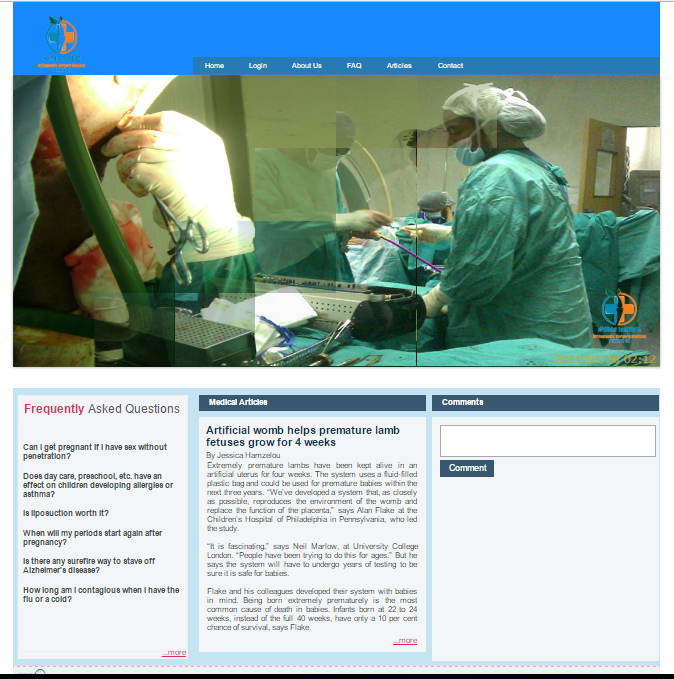 Home Login About Us FAQ Articles Contact
02:12
Frequently Asked Questions
Can I get pregnant if I have sex without
penetration?
Does day care, preschool, etc. have an
effect on children developing allergies or
asthma?
Is liposuction worth it?
When will my periods start again after
pregnancy?
Is there any surefire way to stave off
Alzheimer's disease?
How long am I contagious when I have the
flu or a cold?
...more
Medical Articles
Artificial womb helps premature lamb
fetuses grow for 4 weeks
By Jessica Hamzelou
Extremely premature lambs have been kept alive in an
artificial uterus for four weeks. The system uses a fluid-filled
plastic bag and could be used for premature babies within the
next three years. “We’ve developed a system that, as closely
as possible, reproduces the environment of the womb and
replace the function of the placenta,” says Alan Flake at the
Children’s Hospital of Philadelphia in Pennsylvania, who led
the study.
“It is fascinating,” says Neil Marlow, at University College
London. “People have been trying to do this for ages.” But he
says the system will have to undergo years of testing to be
sure it is safe for babies.
Flake and his colleagues developed their system with babies
in mind. Being born extremely prematurely is the most
common cause of death in babies. Infants born at 22 to 24
weeks, instead of the full 40 weeks, have only a 10 per cent
chance of survival, says Flake.
...more
Comments
Comment